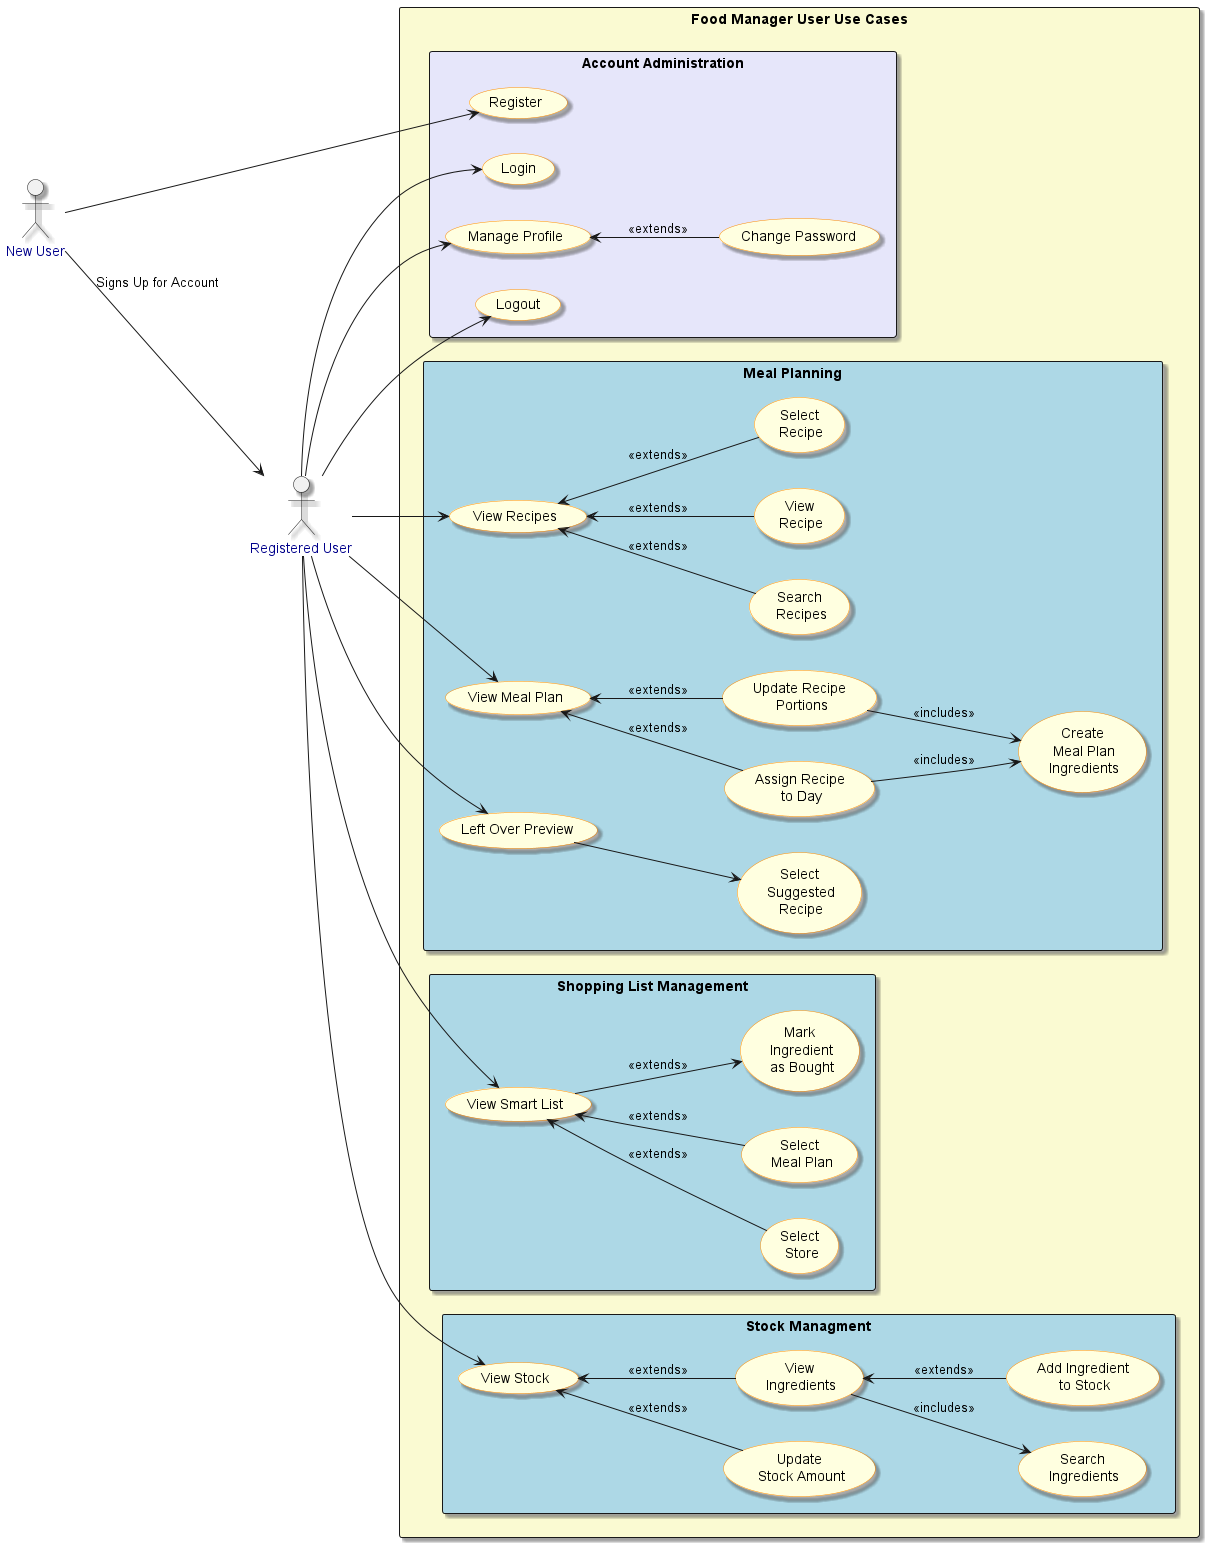 Food Manager User Use Cases
Account Administration
Register
Login
New User
Manage Profile
«extends»
Change Password
Signs Up for Account
Logout
Meal Planning
Select
Recipe
«extends»
View Recipes
«extends»
View
Recipe
«extends»
Registered User
Search
Recipes
View Meal Plan
«extends»
Update Recipe
Portions
«includes»
«extends»
Create
Meal Plan
Ingredients
«includes»
Assign Recipe
to Day
Left Over Preview
Select
Suggested
Recipe
Shopping List Management
Mark
Ingredient
as Bought
«extends»
View Smart List
«extends»
Select
Meal Plan
«extends»
Select
Store
Stock Managment
View Stock
«extends»
View
Ingredients
«extends»
Add Ingredient
to Stock
«extends»
«includes»
Update
Stock Amount
Search
Ingredients